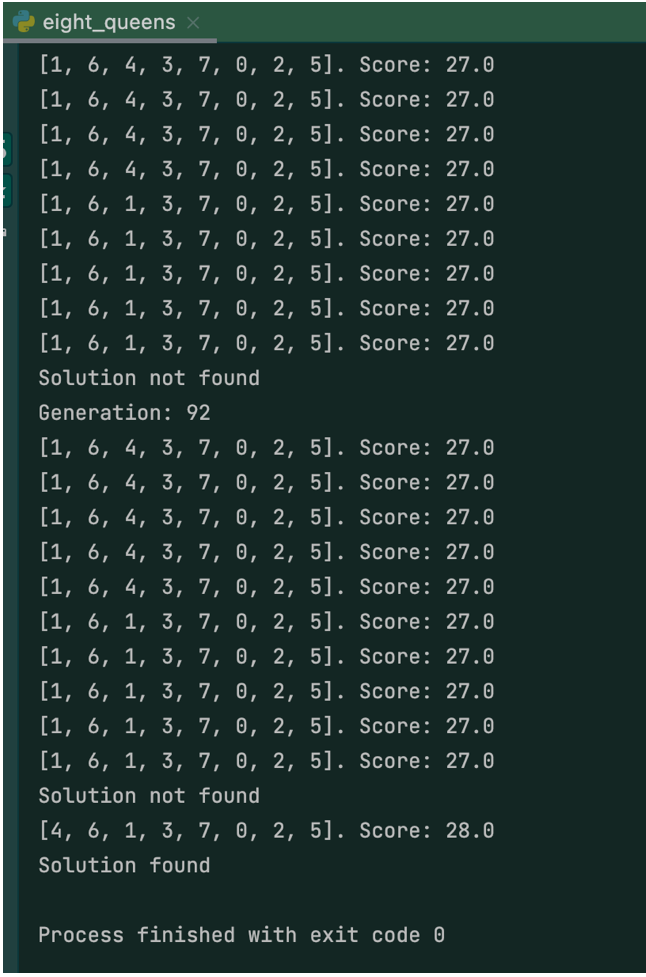 eight_queens
[1, 6, 4, 3, 7, 0, 2, 5]. Score: 27.0
[1, 6, 4, 3, 7, 0, 2, 5]. Score: 27.0
[1, 6, 4, 3, 7, 0, 2, 5]. Score: 27.0
[1, 6, 4, 3, 7, 0, 2, 5]. Score: 27.0
[1, 6, 1, 3, 7, 0, 2, 5]. Score: 27.0
[1, 6, 1, 3, 7, 0, 2, 5]. Score: 27.0
[1, 6, 1, 3, 7, 0, 2, 5]. Score: 27.0
[1, 6, 1, 3, 7, 0, 2, 5]. Score: 27.0
[1, 6, 1, 3, 7, 0, 2, 5]. Score: 27.0
Solution not found
Generation: 92
[1, 6, 4, 3, 7, 0, 2, 5]. Score: 27.0
[1, 6, 4, 3, 7, 0, 2, 5]. Score: 27.0
[1, 6, 4, 3, 7, 0, 2, 5]. Score: 27.0
[1, 6, 4, 3, 7, 0, 2, 5]. Score: 27.0
[1, 6, 4, 3, 7, 0, 2, 5]. Score: 27.0
[1, 6, 1, 3, 7, 0, 2, 5]. Score: 27.0
[1, 6, 1, 3, 7, 0, 2, 5]. Score: 27.0
[1, 6, 1, 3, 7, 0, 2, 5]. Score: 27.0
[1, 6, 1, 3, 7, 0, 2, 5]. Score: 27.0
[1, 6, 1, 3, 7, 0, 2, 5]. Score: 27.0
Solution not found
[4, 6, 1, 3, 7, 0, 2, 5]. Score: 28.0
Solution found
Process finished with exit code 0